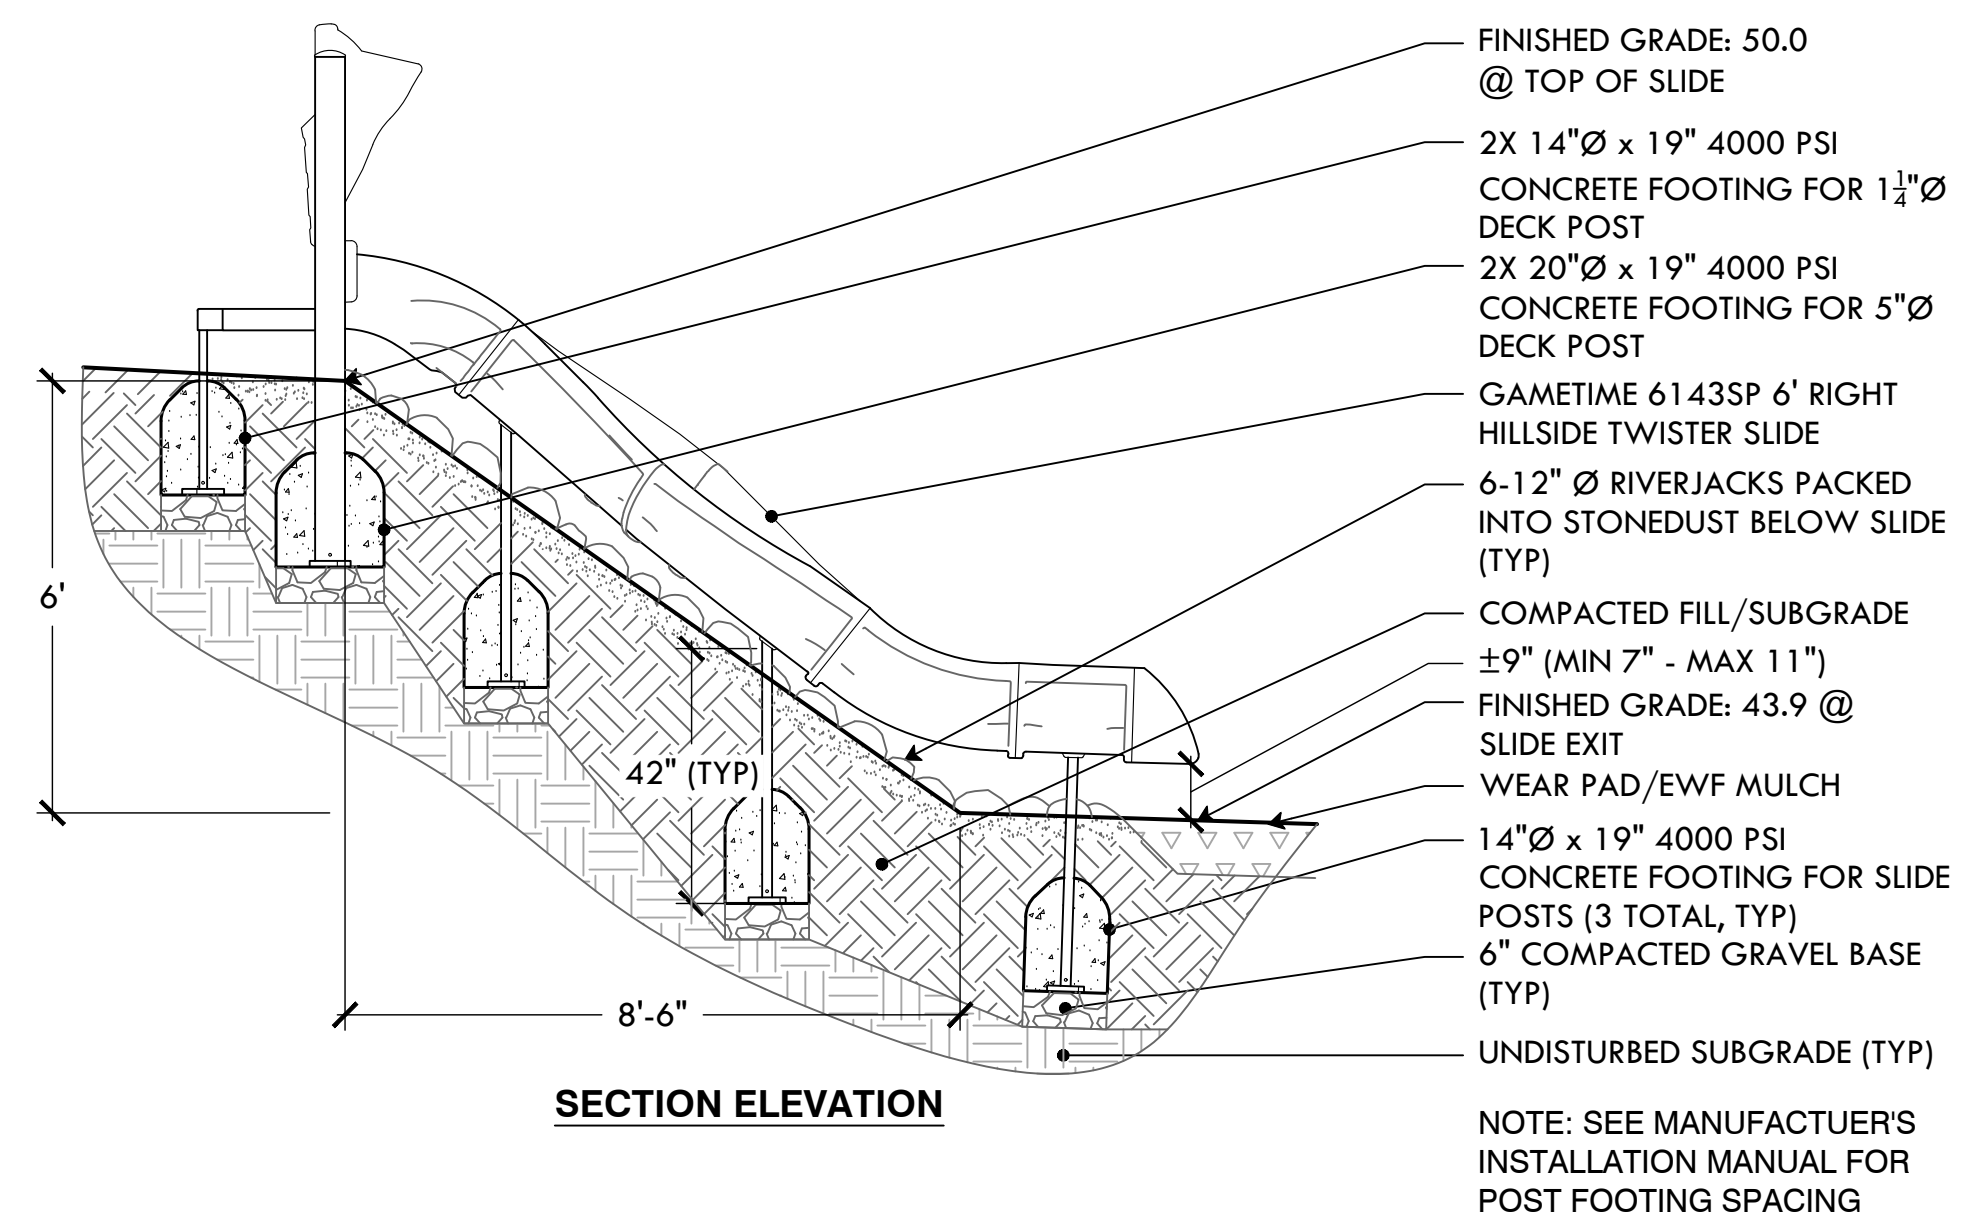 FINISHED GRADE: 50.0
@ TOP OF SLIDE
2X 14"Ø x 19" 4000 PSI
CONCRETE FOOTING FOR 1 1/4"Ø
DECK POST
2X 20"Ø x 19" 4000 PSI
CONCRETE FOOTING FOR 5"Ø
DECK POST
GAMETIME 6143SP 6' RIGHT
HILLSIDE TWISTER SLIDE
6-12" Ø RIVERJACKS PACKED
INTO STONEDUST BELOW SLIDE
(TYP)
COMPACTED FILL/SUBGRADE
±9" (MIN 7" - MAX 11")
FINISHED GRADE: 43.9 @
SLIDE EXIT
WEAR PAD/EWF MULCH
14"Ø x 19" 4000 PSI
CONCRETE FOOTING FOR SLIDE
POSTS (3 TOTAL, TYP)
6" COMPACTED GRAVEL BASE
(TYP)
UNDISTURBED SUBGRADE (TYP)
NOTE: SEE MANUFACTUER'S
INSTALLATION MANUAL FOR
POST FOOTING SPACING
6'
42" (TYP)
8'-6"
SECTION ELEVATION